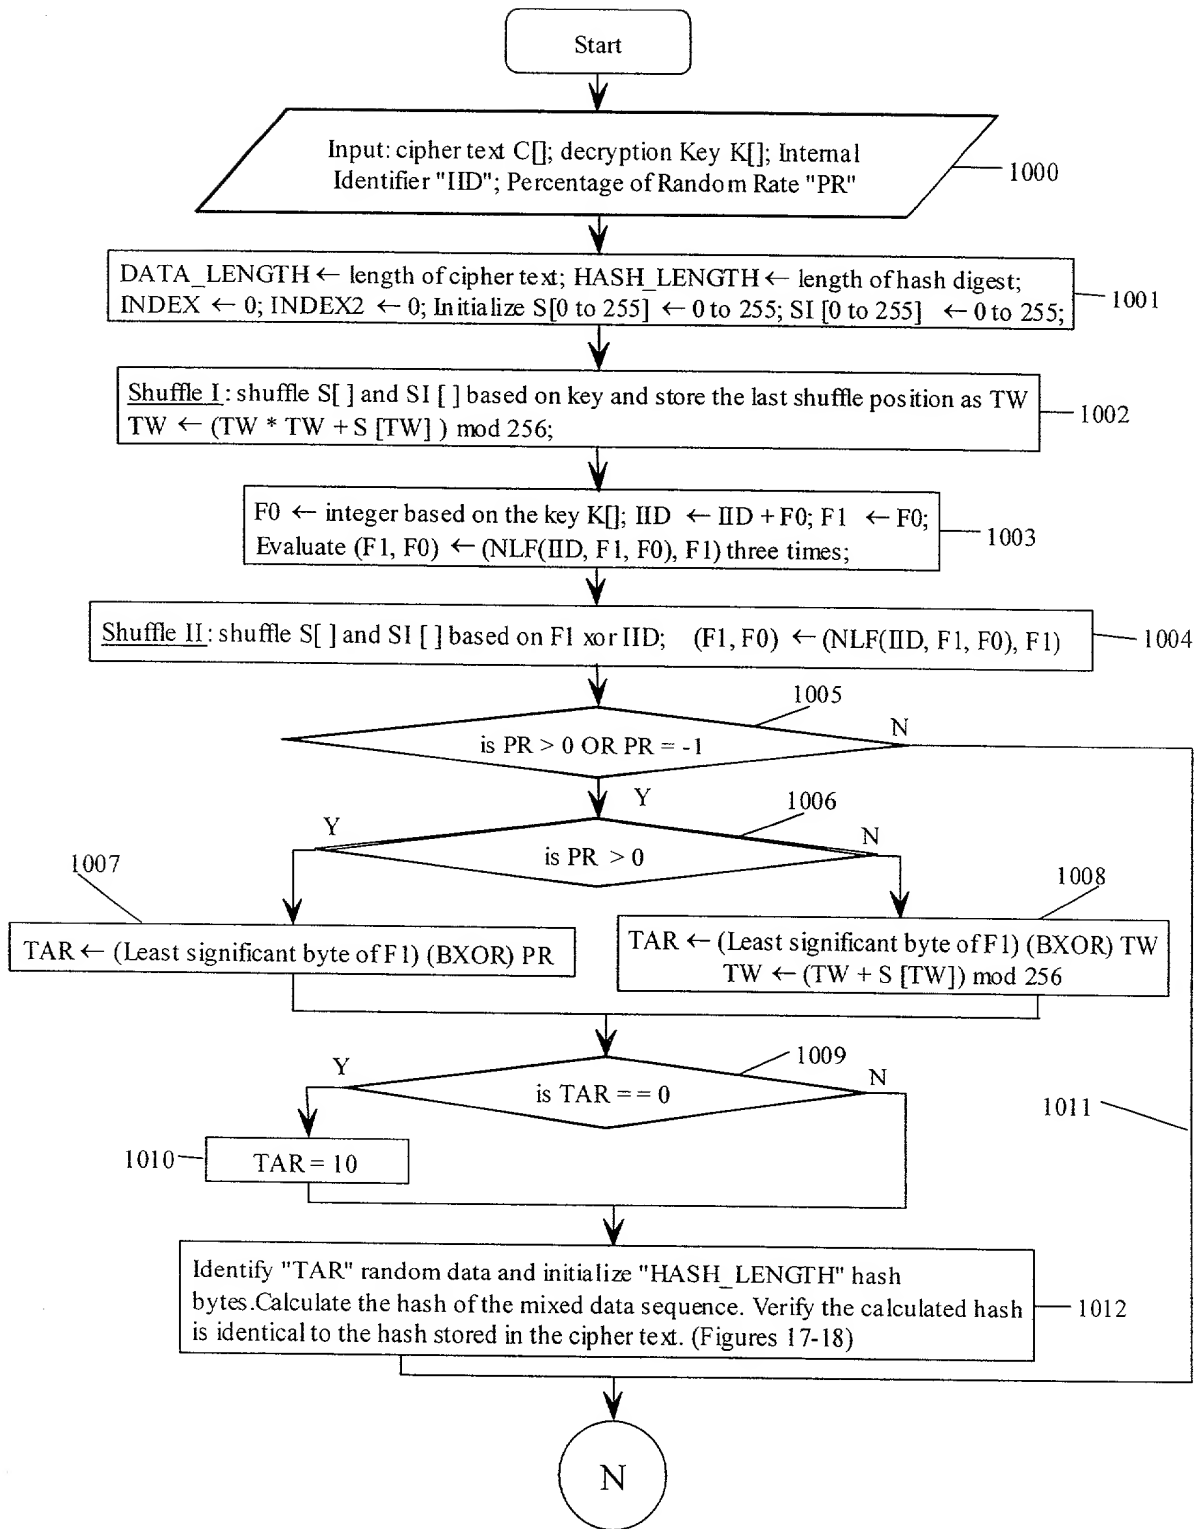 Start
Input: cipher text C[]; decryption Key K[]; Internal
Identifier "IID"; Percentage of Random Rate "PR"
1000
DATA_LENGTH ← length of cipher text; HASH_LENGTH ← length of hash digest;
INDEX ← 0; INDEX2 ← 0; Initialize S[0 to 255] ← 0 to 255; SI [0 to 255] ← 0 to 255;
1001
Shuffle I : shuffle S[ ] and SI [ ] based on key and store the last shuffle position as TW
TW ← (TW * TW + S [TW] ) mod 256;
1002
F0 ← integer based on the key K[]; IID ← IID + F0; F1 ← F0;
Evaluate (F1, F0) ← (NLF(IID, F1, F0), F1) three times;
1003
Shuffle II : shuffle S[ ] and SI [ ] based on F1 xor IID; (F1, F0) ← (NLF(IID, F1, F0), F1)
1004
1005
N
is PR > 0 OR PR = -1
Y
1006
Y
N
is PR > 0
1007
1008
TAR ← (Least significant byte of F1) (BXOR) PR
TAR ← (Least significant byte of F1) (BXOR) TW
TW ← (TW + S [TW]) mod 256
1009
Y
N
is TAR = = 0
1011
1010
TAR = 10
Identify "TAR" random data and initialize "HASH_LENGTH" hash
bytes.Calculate the hash of the mixed data sequence. Verify the calculated hash
is identical to the hash stored in the cipher text. (Figures 17-18)
1012
N